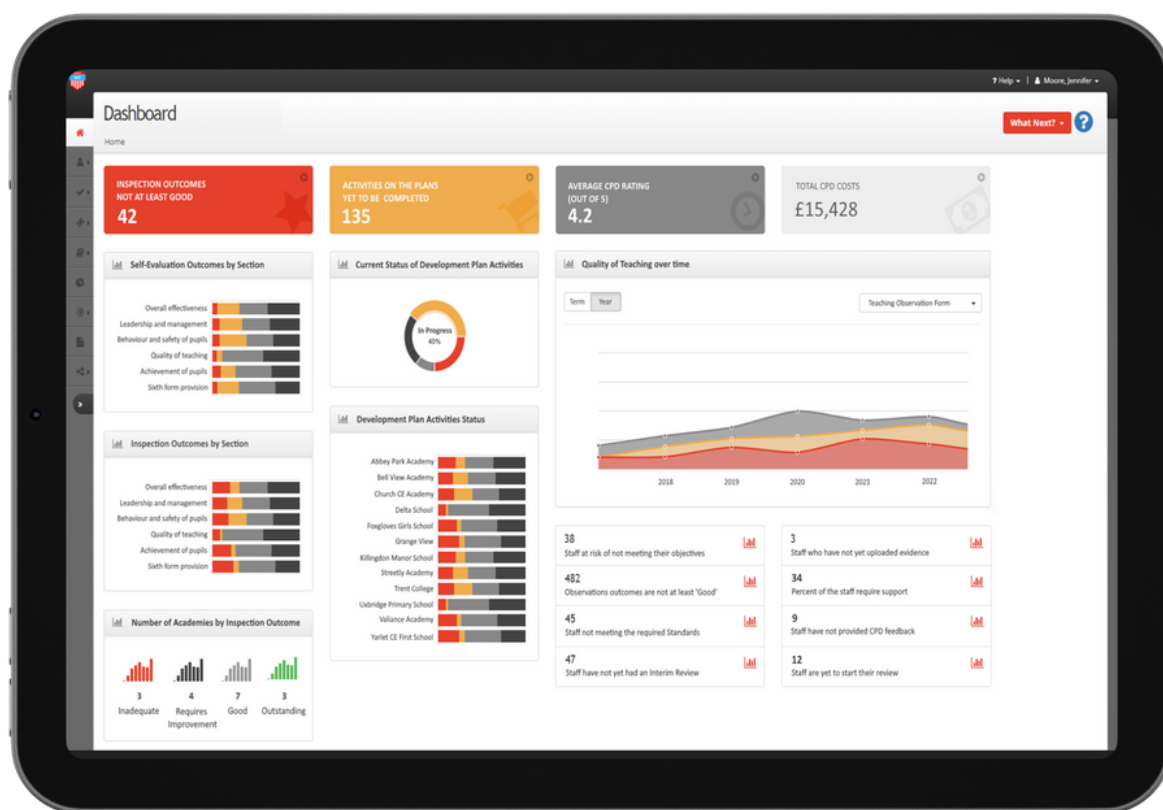 ? Help
Moore, Jennifer
Dashboard
Home
What Next?
?
INSPECTION OUTCOMES
NOT AT LEAST GOOD
42
ACTIVITIES ON THE PLANS
YET TO BE COMPLETED
135
AVERAGE CPD RATING
(OUT OF 5)
4.2
TOTAL CPD COSTS
£15,428
Self-Evaluation Outcomes by Section
Overall effectiveness
Leadership and management
Behaviour and safety of pupils
Quality of teaching
Achievement of pupils
Sixth form provision
Inspection Outcomes by Section
Overall effectiveness
Leadership and management
Behaviour and safety of pupils
Quality of teaching
Achievement of pupils
Sixth form provision
Number of Academies by Inspection Outcome
3
Inadequate
4
Requires
Improvement
7
Good
3
Outstanding
Current Status of Development Plan Activities
In Progress
40%
Development Plan Activities Status
Abbey Park Academy
Bell View Academy
Church CE Academy
Delta School
Foxgloves Girls School
Grange View
Killingdon Manor School
Streetly Academy
Trent College
Uxbridge Primary School
Valiance Academy
Yarlet CE First School
Quality of Teaching over time
Term
Year
Teaching Observation Form
2018
2019
2020
2021
2022
38
Staff at risk of not meeting their objectives
482
Observations outcomes are not at least 'Good'
45
Staff not meeting the required Standards
47
Staff have not yet had an Interim Review
3
Staff who have not yet uploaded evidence
34
Percent of the staff require support
9
Staff have not provided CPD feedback
12
Staff are yet to start their review